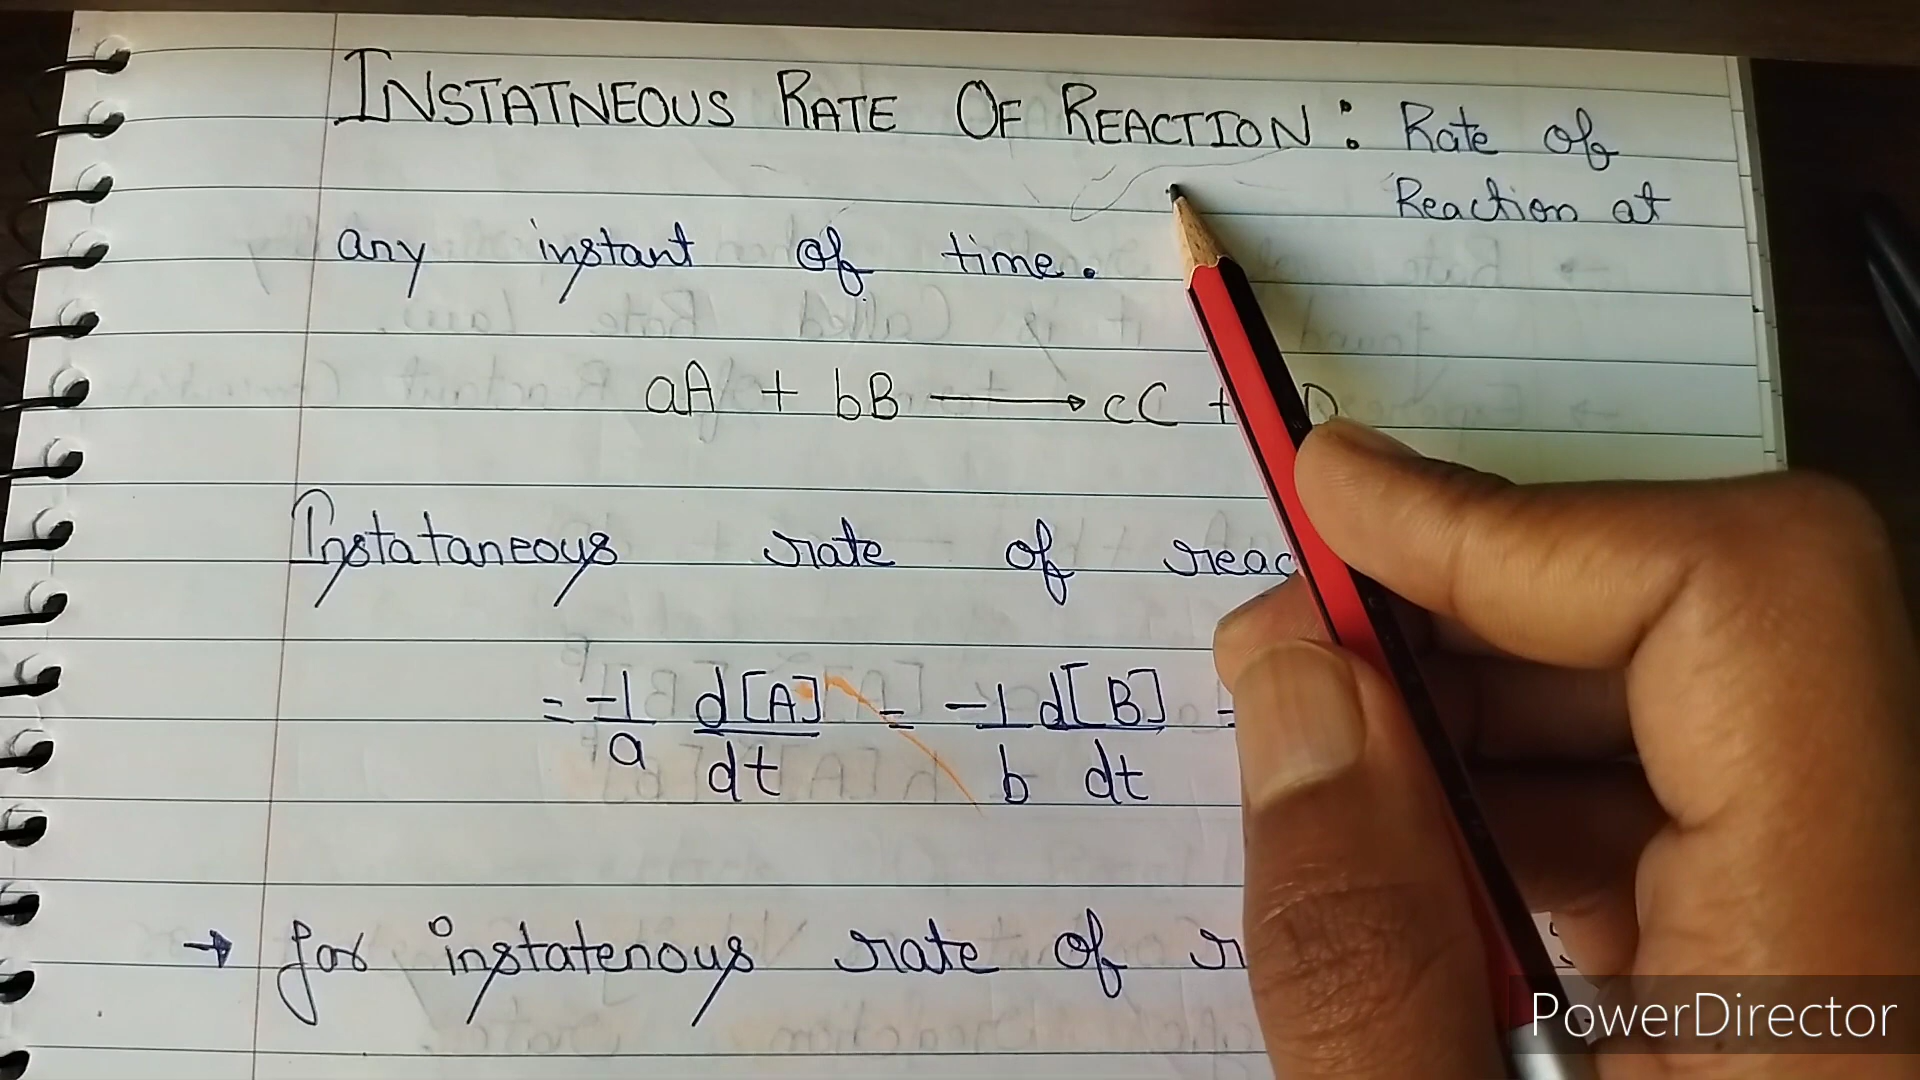 INSTATNEOUS RATE OF REACTION : Rate of
Reaction at
any instant of time.
aA + bB → cC + D
Instataneous rate of reac
= -1/a d[A]/dt = -1/b d[B]/dt =
→ for instatenous rate of r
PowerDirector